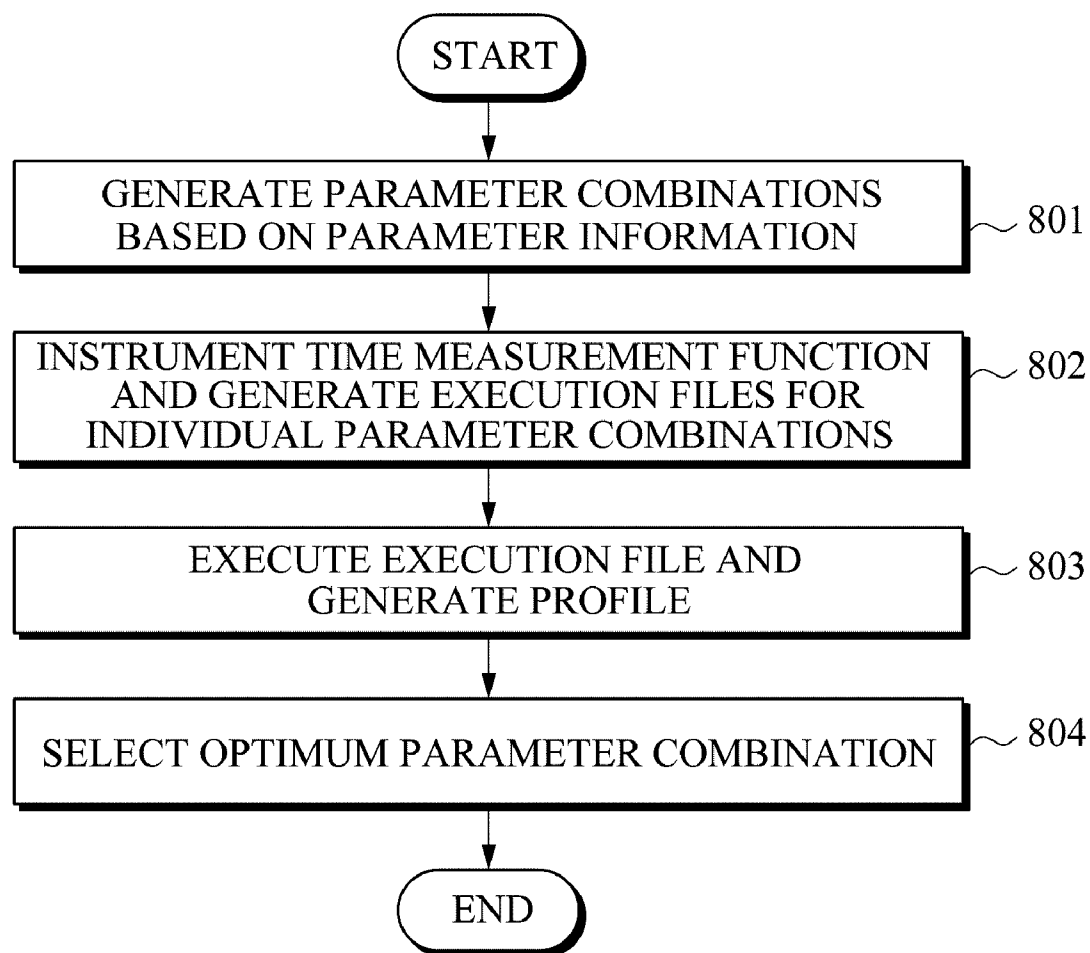 START
GENERATE PARAMETER COMBINATIONS
BASED ON PARAMETER INFORMATION
801
INSTRUMENT TIME MEASUREMENT FUNCTION
AND GENERATE EXECUTION FILES FOR
INDIVIDUAL PARAMETER COMBINATIONS
802
EXECUTE EXECUTION FILE AND
GENERATE PROFILE
803
SELECT OPTIMUM PARAMETER COMBINATION
804
END